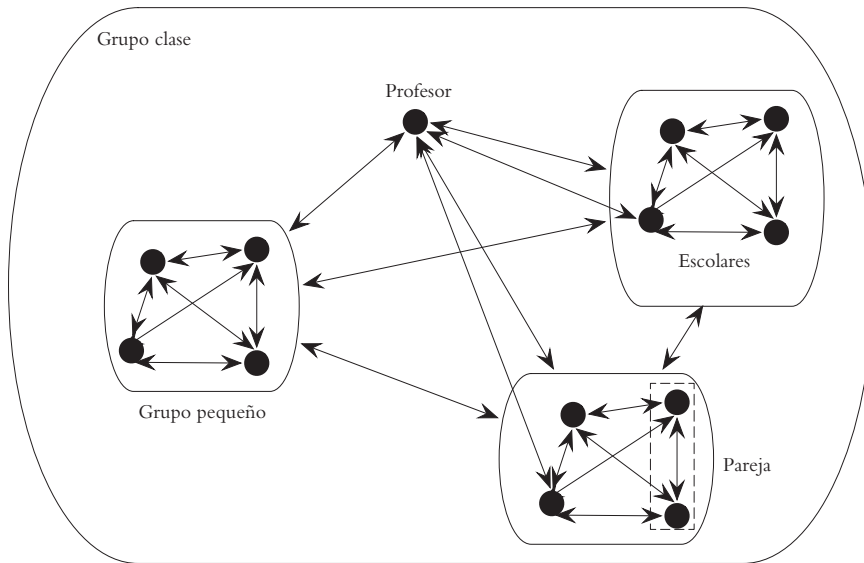 Grupo clase
Profesor
Escolares
Grupo pequeño
Pareja